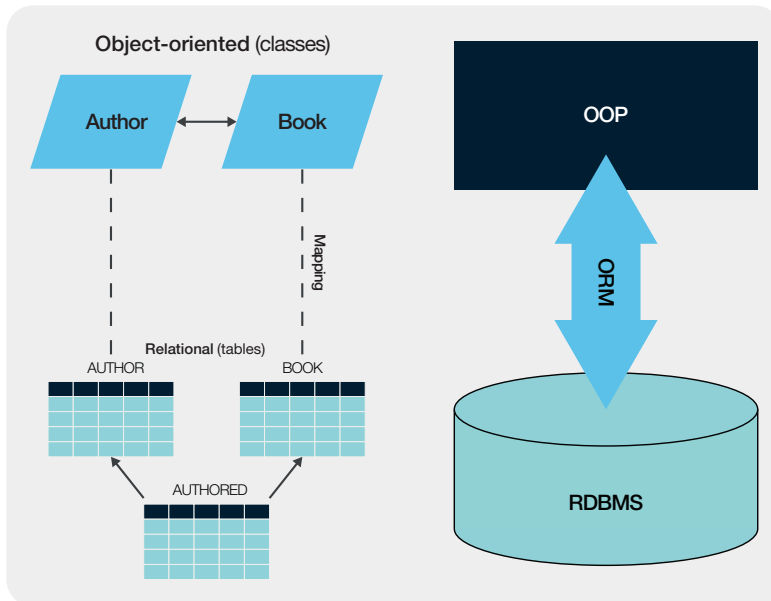 Object-oriented (classes)
Author
Book
Mapping
Relational (tables)
AUTHOR
BOOK
AUTHORED
OOP
ORM
RDBMS